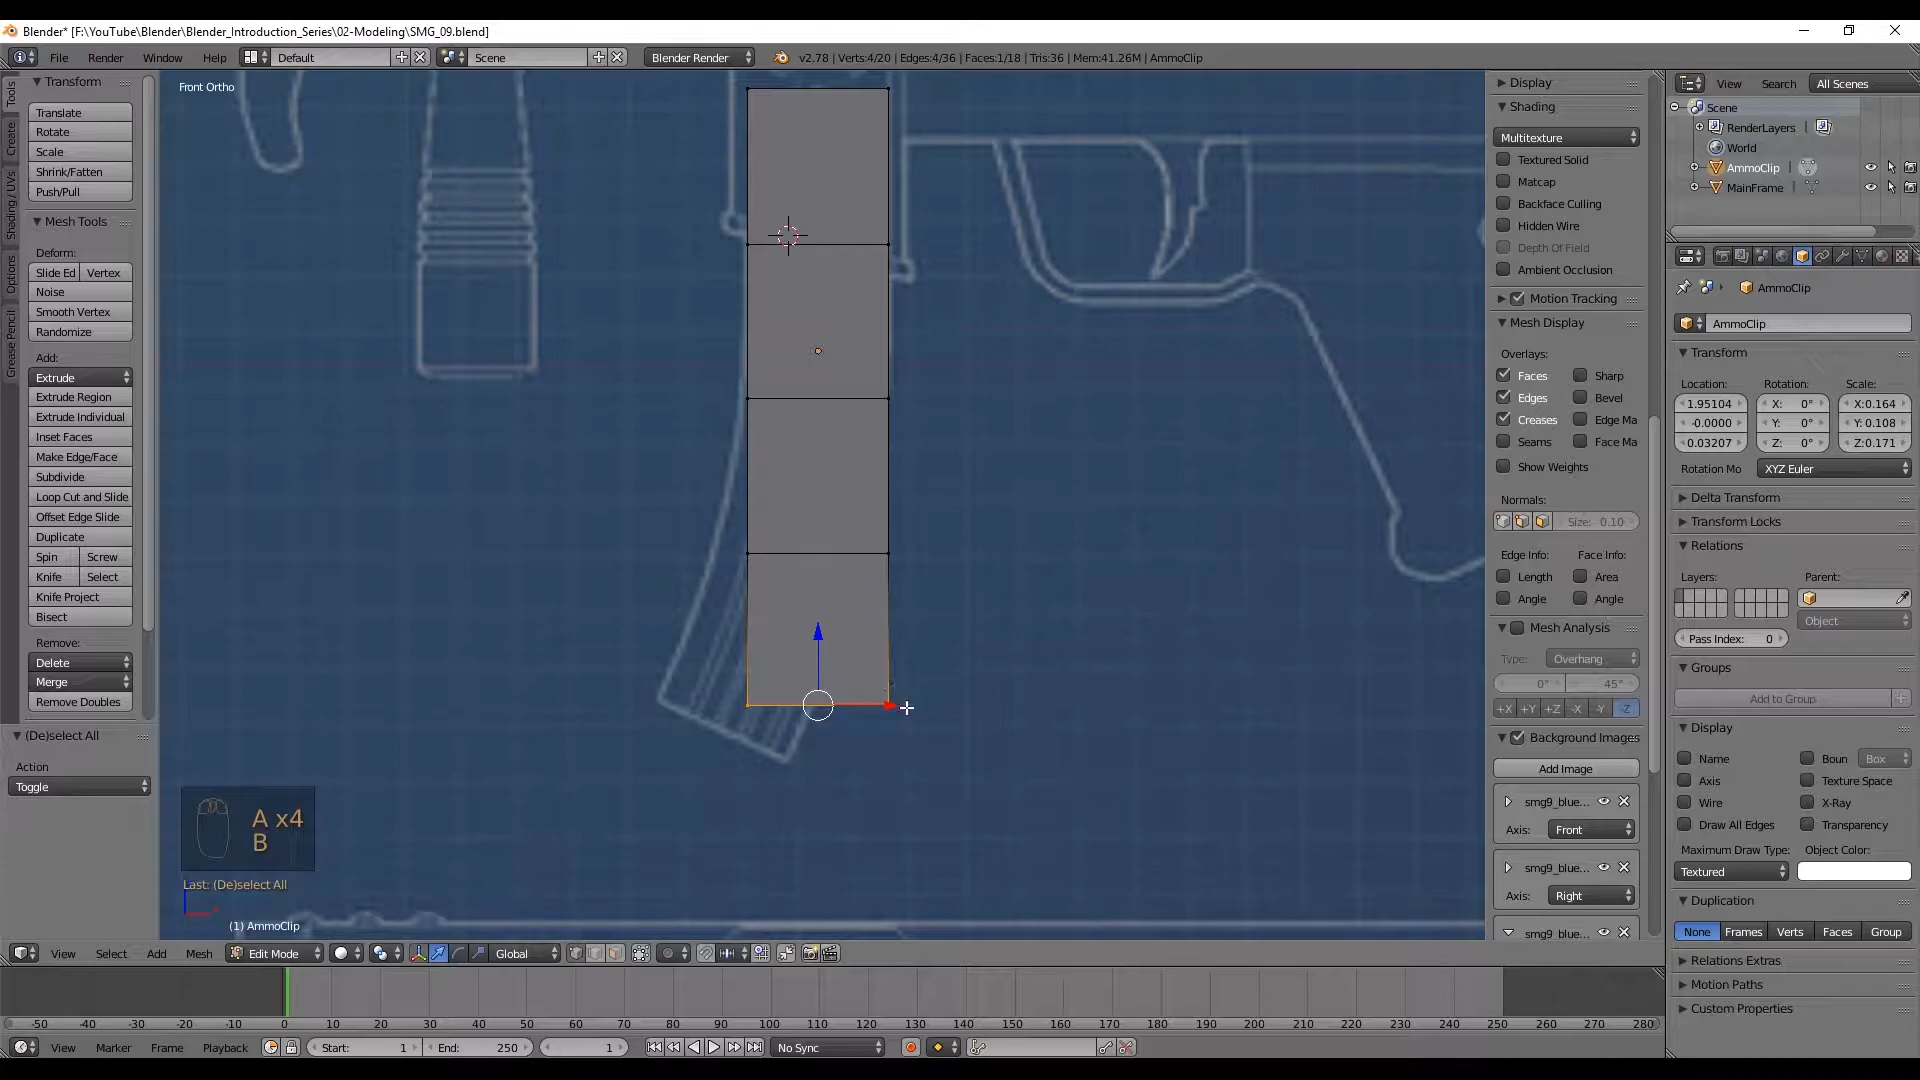 Blender* [F:\YouTube\Blender\Blender_Introduction_Series\02-Modeling\SMG_09.blend]
File Render Window Help Default Scene Blender Render v2.78 | Verts:4/20 | Edges:4/36 | Faces:1/18 | Tris:36 | Mem:41.26M | AmmoClip
Tools
Create
Shading / UVs
Options
Grease Pencil
Transform
Translate
Rotate
Scale
Shrink/Fatten
Push/Pull
Mesh Tools
Deform:
Slide Ed Vertex
Noise
Smooth Vertex
Randomize
Add:
Extrude
Extrude Region
Extrude Individual
Inset Faces
Make Edge/Face
Subdivide
Loop Cut and Slide
Offset Edge Slide
Duplicate
Spin Screw
Knife Select
Knife Project
Bisect
Remove:
Delete
Merge
Remove Doubles
(De)select All
Action
Toggle
Front Ortho
A x4
B
Last: (De)select All
(1) AmmoClip
Display
Shading
Multitexture
Textured Solid
Matcap
Backface Culling
Hidden Wire
Depth Of Field
Ambient Occlusion
Motion Tracking
Mesh Display
Overlays:
Faces Sharp
Edges Bevel
Creases Edge Ma
Seams Face Ma
Show Weights
Normals:
Size: 0.10
Edge Info: Face Info:
Length Area
Angle Angle
Mesh Analysis
Type: Overhang
0° 45°
+X +Y +Z -X -Y -Z
Background Images
Add Image
smg9_blue...
Axis: Front
smg9_blue...
Axis: Right
smg9_blue...
View Search All Scenes
Scene
RenderLayers
World
AmmoClip
MainFrame
AmmoClip
AmmoClip
Transform
Location: Rotation: Scale:
1.95104 X: 0° X:0.164
-0.0000 Y: 0° Y: 0.108
0.03207 Z: 0° Z:0.171
Rotation Mo XYZ Euler
Delta Transform
Transform Locks
Relations
Layers: Parent:
Object
Pass Index: 0
Groups
Add to Group
Display
Name Boun Box
Axis Texture Space
Wire X-Ray
Draw All Edges Transparency
Maximum Draw Type: Object Color:
Textured
Duplication
None Frames Verts Faces Group
Relations Extras
Motion Paths
Custom Properties
View Select Add Mesh Edit Mode Global
-50 -40 -30 -20 -10 0 10 20 30 40 50 60 70 80 90 100 110 120 130 140 150 160 170 180 190 200 210 220 230 240 250 260 270 280
View Marker Frame Playback Start: 1 End: 250 1 No Sync